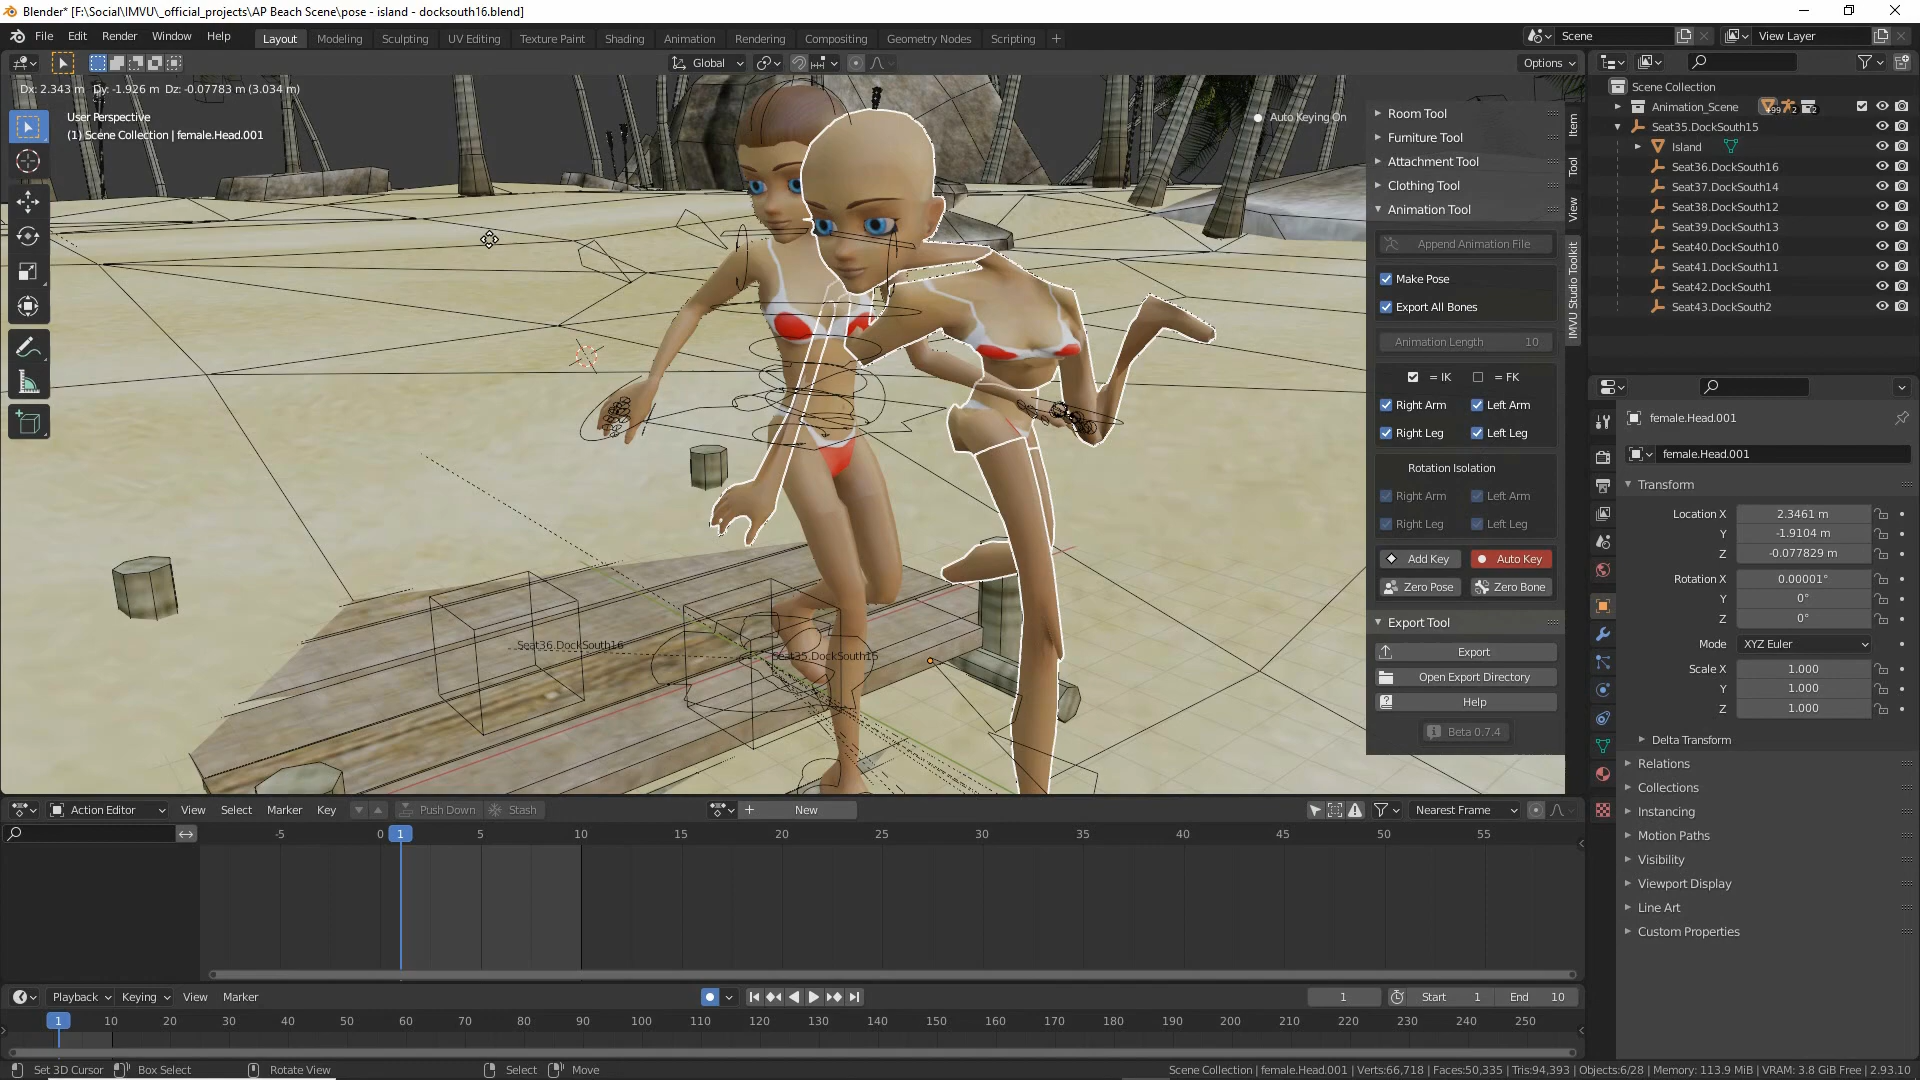 Blender* [F:\Social\IMVU\_official_projects\AP Beach Scene\pose - island - docksouth16.blend]
File Edit Render Window Help
Layout Modeling Sculpting UV Editing Texture Paint Shading Animation Rendering Compositing Geometry Nodes Scripting
Scene
View Layer
Global
Options
Dx: 2.343 m Dy: -1.926 m Dz: -0.07783 m (3.034 m)
User Perspective
(1) Scene Collection | female.Head.001
Auto Keying On
Seat36.DockSouth16
Seat35.DockSouth15
Room Tool
Furniture Tool
Attachment Tool
Clothing Tool
Animation Tool
Append Animation File
Make Pose
Export All Bones
Animation Length 10
= IK = FK
Right Arm Left Arm
Right Leg Left Leg
Rotation Isolation
Right Arm Left Arm
Right Leg Left Leg
Add Key Auto Key
Zero Pose Zero Bone
Export Tool
Export
Open Export Directory
Help
Beta 0.7.4
Item
Tool
View
IMVU Studio Toolkit
Scene Collection
Animation_Scene 99 2 2
Seat35.DockSouth15
Island
Seat36.DockSouth16
Seat37.DockSouth14
Seat38.DockSouth12
Seat39.DockSouth13
Seat40.DockSouth10
Seat41.DockSouth11
Seat42.DockSouth1
Seat43.DockSouth2
female.Head.001
female.Head.001
Transform
Location X 2.3461 m
Y -1.9104 m
Z -0.077829 m
Rotation X 0.00001°
Y 0°
Z 0°
Mode XYZ Euler
Scale X 1.000
Y 1.000
Z 1.000
Delta Transform
Relations
Collections
Instancing
Motion Paths
Visibility
Viewport Display
Line Art
Custom Properties
Action Editor View Select Marker Key Push Down Stash New Nearest Frame
-5 0 1 5 10 15 20 25 30 35 40 45 50 55
Playback Keying View Marker 1 Start 1 End 10
1 10 20 30 40 50 60 70 80 90 100 110 120 130 140 150 160 170 180 190 200 210 220 230 240 250
Set 3D Cursor Box Select Rotate View Select Move
Scene Collection | female.Head.001 | Verts:66,718 | Faces:50,335 | Tris:94,393 | Objects:6/28 | Memory: 113.9 MiB | VRAM: 3.8 GiB Free | 2.93.10